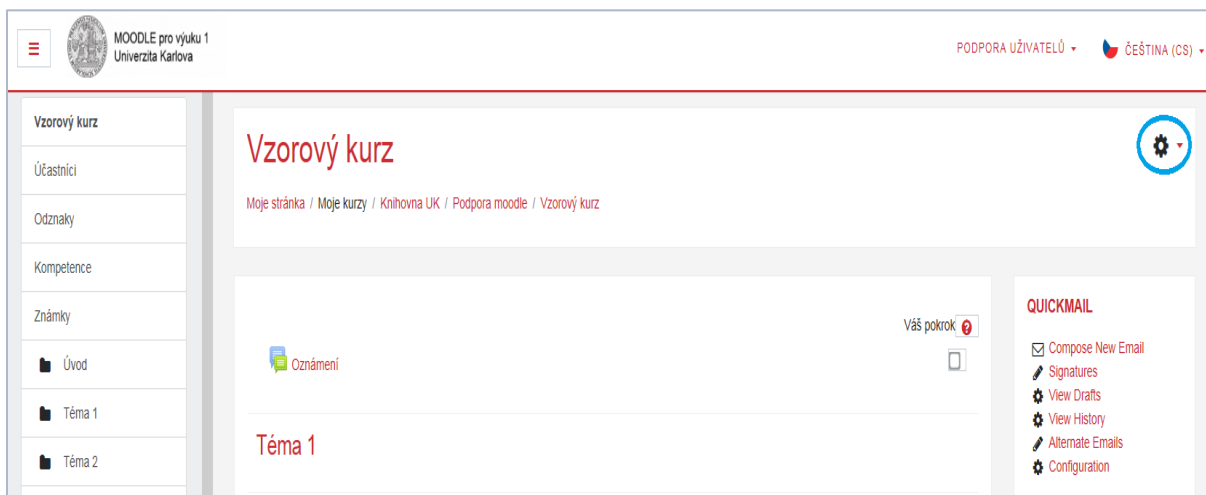 MOODLE pro výuku 1
Univerzita Karlova
PODPORA UŽIVATELŮ
ČEŠTINA (CS)
Vzorový kurz
Účastníci
Odznaky
Kompetence
Známky
Úvod
Téma 1
Téma 2
Vzorový kurz
Moje stránka / Moje kurzy / Knihovna UK / Podpora moodle / Vzorový kurz
Váš pokrok
Oznámení
Téma 1
QUICKMAIL
Compose New Email
Signatures
View Drafts
View History
Alternate Emails
Configuration